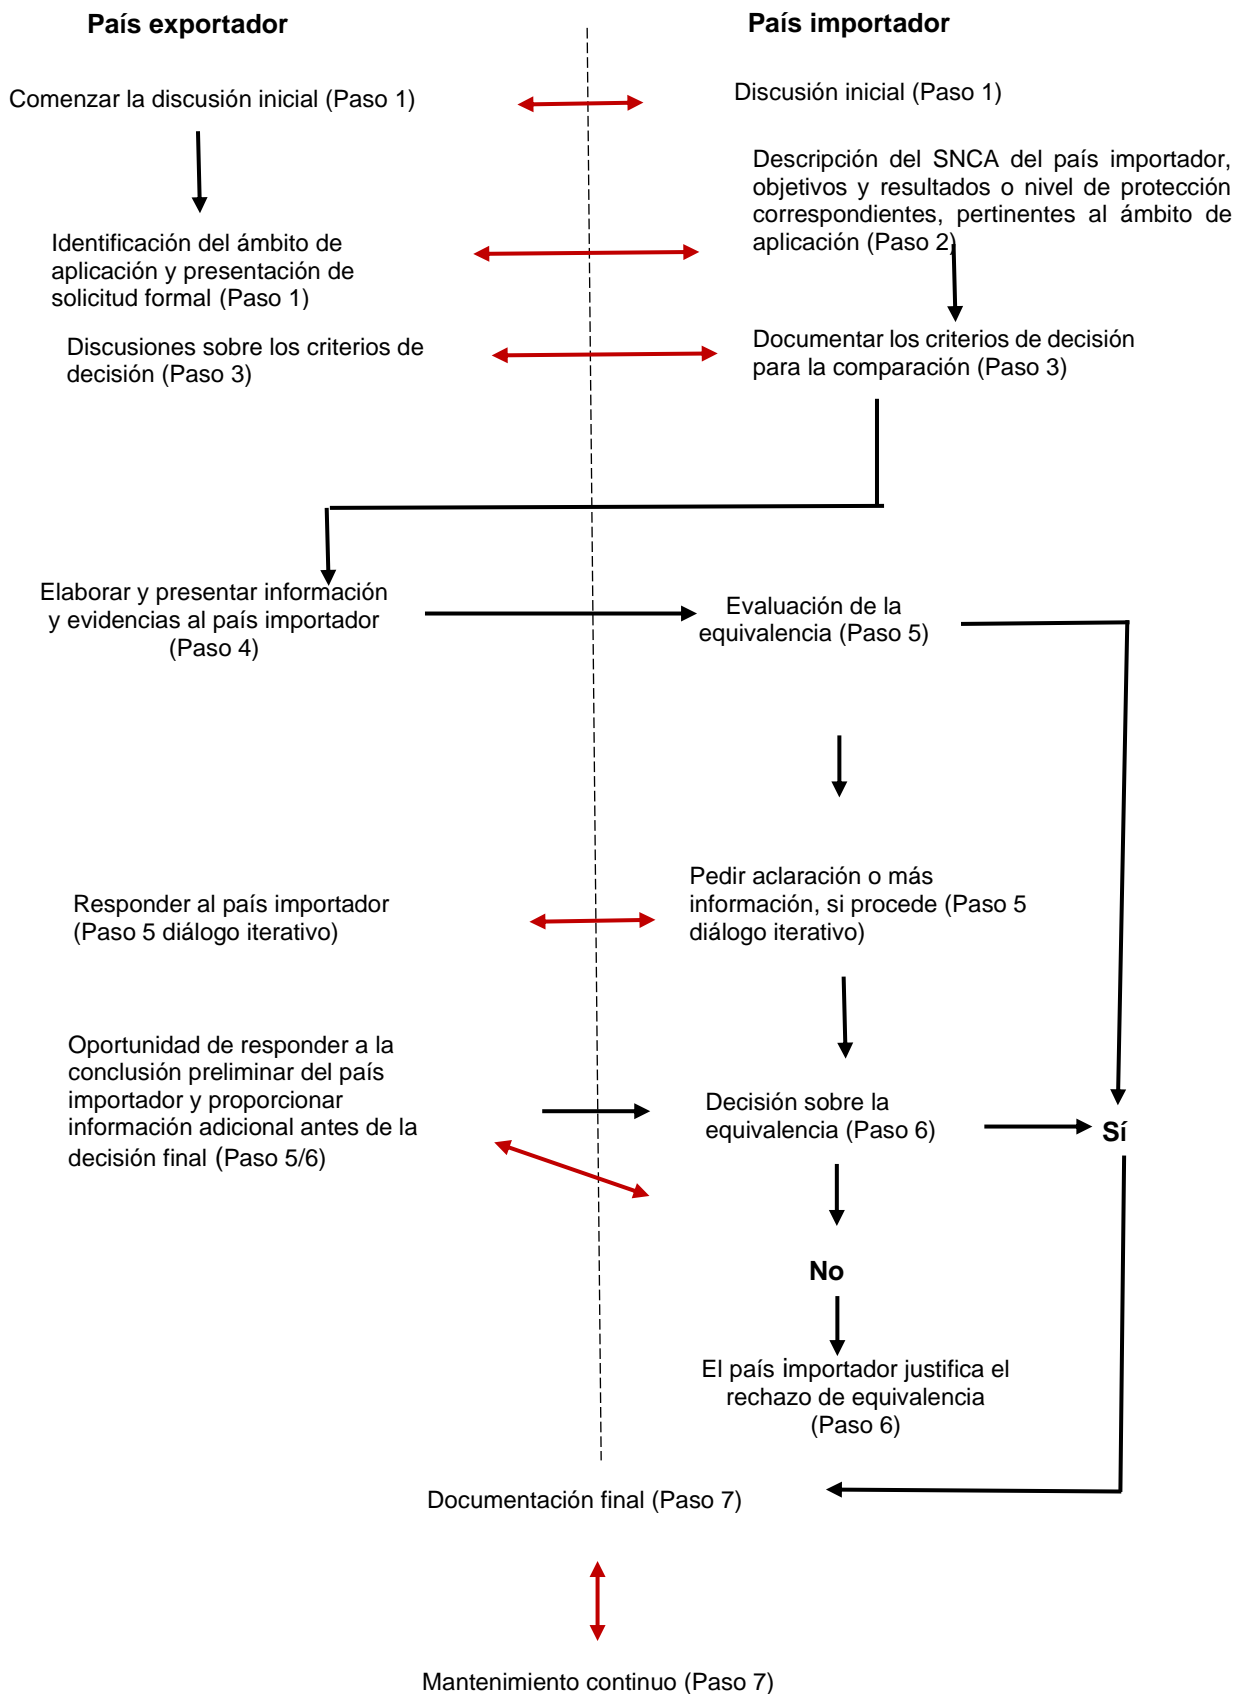 País exportador
País importador
Comenzar la discusión inicial (Paso 1)
Discusión inicial (Paso 1)
Descripción del SNCA del país importador,
objetivos y resultados o nivel de protección
correspondientes, pertinentes al ámbito de
aplicación (Paso 2)
Identificación del ámbito de
aplicación y presentación de
solicitud formal (Paso 1)
Discusiones sobre los criterios de
decisión (Paso 3)
Documentar los criterios de decisión
para la comparación (Paso 3)
Elaborar y presentar información
y evidencias al país importador
(Paso 4)
Evaluación de la
equivalencia (Paso 5)
Responder al país importador
(Paso 5 diálogo iterativo)
Pedir aclaración o más
información, si procede (Paso 5
diálogo iterativo)
Oportunidad de responder a la
conclusión preliminar del país
importador y proporcionar
información adicional antes de la
decisión final (Paso 5/6)
Decisión sobre la
equivalencia (Paso 6)
Sí
No
El país importador justifica el
rechazo de equivalencia
(Paso 6)
Documentación final (Paso 7)
Mantenimiento continuo (Paso 7)